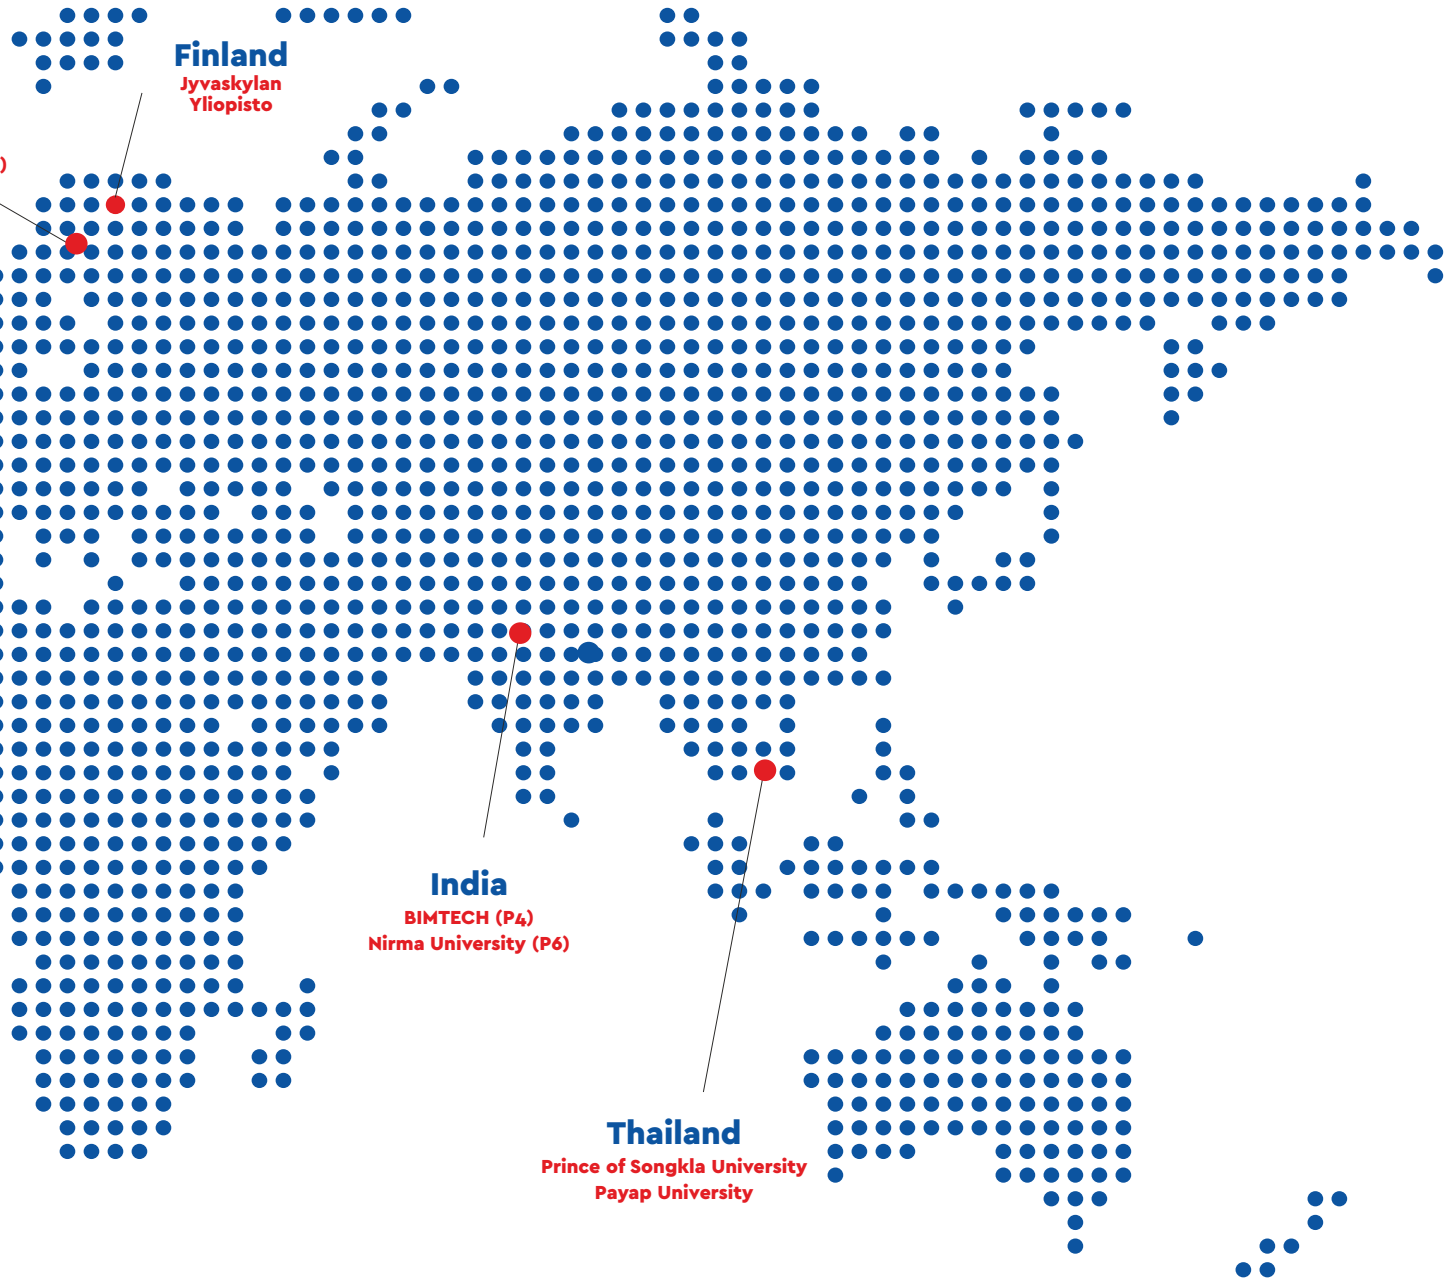 Finland
Jyvaskylan
Yliopisto
)
India
BIMTECH (P4)
Nirma University (P6)
Thailand
Prince of Songkla University
Payap University